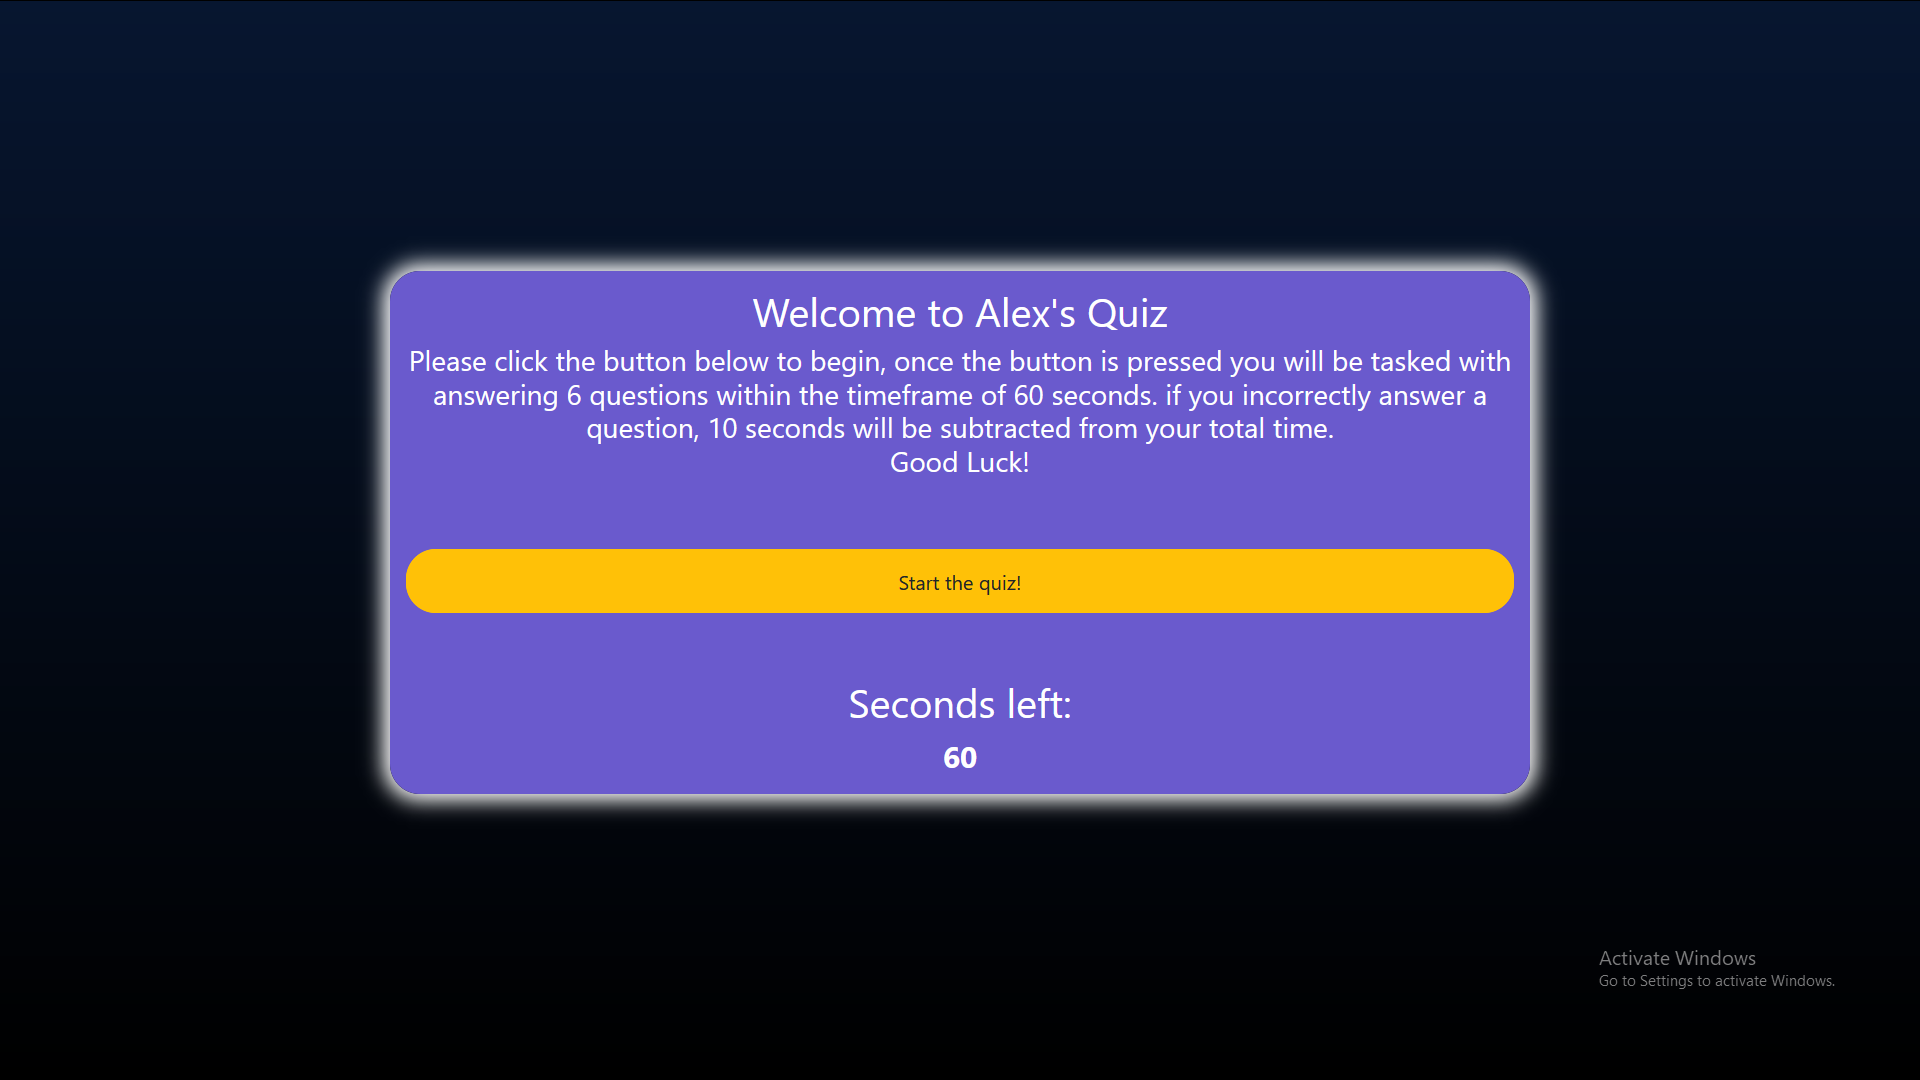 Welcome to Alex's Quiz
Please click the button below to begin, once the button is pressed you will be tasked with
answering 6 questions within the timeframe of 60 seconds. if you incorrectly answer a
question, 10 seconds will be subtracted from your total time.
Good Luck!
Start the quiz!
Seconds left:
60
Activate Windows
Go to Settings to activate Windows.